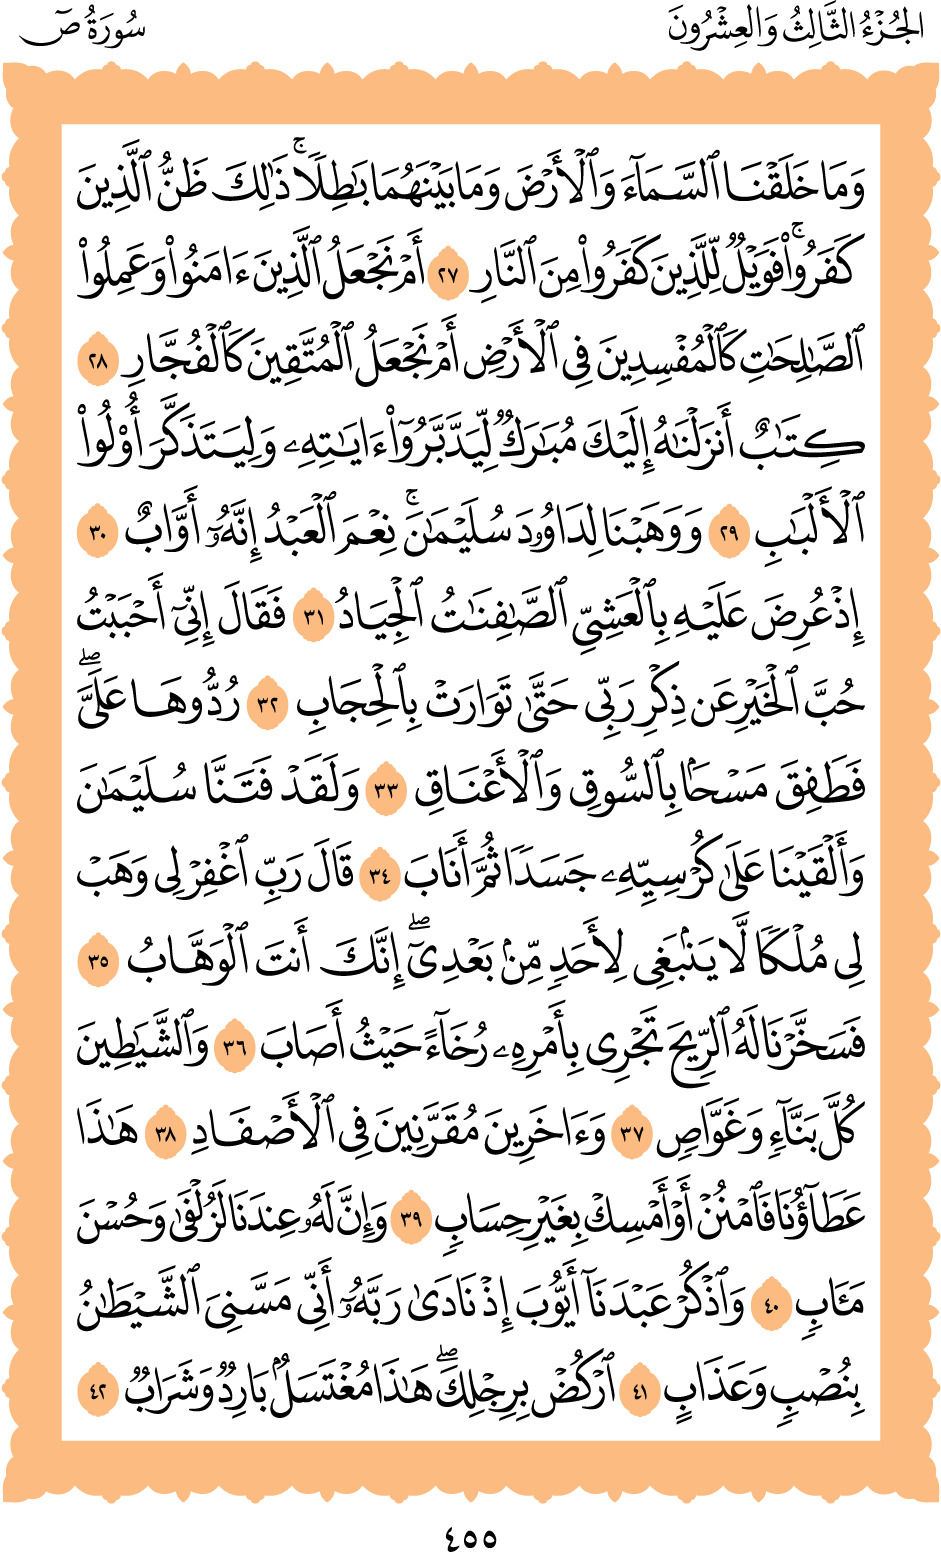 الجُزْءُ الثَّالِثُ وَالْعِشْرُونَ
سُورَةُ صٓ
وَمَا خَلَقْنَا ٱلسَّمَآءَ وَٱلْأَرْضَ وَمَا بَيْنَهُمَا بَٰطِلًاۚ ذَٰلِكَ ظَنُّ ٱلَّذِينَ
كَفَرُوا۟ۚ فَوَيْلٌ لِّلَّذِينَ كَفَرُوا۟ مِنَ ٱلنَّارِ ٢٧ أَمْ نَجْعَلُ ٱلَّذِينَ ءَامَنُوا۟ وَعَمِلُوا۟
ٱلصَّٰلِحَٰتِ كَٱلْمُفْسِدِينَ فِى ٱلْأَرْضِ أَمْ نَجْعَلُ ٱلْمُتَّقِينَ كَٱلْفُجَّارِ ٢٨
كِتَٰبٌ أَنزَلْنَٰهُ إِلَيْكَ مُبَٰرَكٌ لِّيَدَّبَّرُوٓا۟ ءَايَٰتِهِۦ وَلِيَتَذَكَّرَ أُو۟لُوا۟
ٱلْأَلْبَٰبِ ٢٩ وَوَهَبْنَا لِدَاوُۥدَ سُلَيْمَٰنَۚ نِعْمَ ٱلْعَبْدُ إِنَّهُۥٓ أَوَّابٌ ٣٠
إِذْ عُرِضَ عَلَيْهِ بِٱلْعَشِىِّ ٱلصَّٰفِنَٰتُ ٱلْجِيَادُ ٣١ فَقَالَ إِنِّىٓ أَحْبَبْتُ
حُبَّ ٱلْخَيْرِ عَن ذِكْرِ رَبِّى حَتَّىٰ تَوَارَتْ بِٱلْحِجَابِ ٣٢ رُدُّوهَا عَلَىَّۖ
فَطَفِقَ مَسْحًۢا بِٱلسُّوقِ وَٱلْأَعْنَاقِ ٣٣ وَلَقَدْ فَتَنَّا سُلَيْمَٰنَ
وَأَلْقَيْنَا عَلَىٰ كُرْسِيِّهِۦ جَسَدًا ثُمَّ أَنَابَ ٣٤ قَالَ رَبِّ ٱغْفِرْ لِى وَهَبْ
لِى مُلْكًا لَّا يَنۢبَغِى لِأَحَدٍ مِّنۢ بَعْدِىٓۖ إِنَّكَ أَنتَ ٱلْوَهَّابُ ٣٥
فَسَخَّرْنَا لَهُ ٱلرِّيحَ تَجْرِى بِأَمْرِهِۦ رُخَآءً حَيْثُ أَصَابَ ٣٦ وَٱلشَّيَٰطِينَ
كُلَّ بَنَّآءٍ وَغَوَّاصٍ ٣٧ وَءَاخَرِينَ مُقَرَّنِينَ فِى ٱلْأَصْفَادِ ٣٨ هَٰذَا
عَطَآؤُنَا فَٱمْنُنْ أَوْ أَمْسِكْ بِغَيْرِ حِسَابٍ ٣٩ وَإِنَّ لَهُۥ عِندَنَا لَزُلْفَىٰ وَحُسْنَ
مَـَٔابٍ ٤٠ وَٱذْكُرْ عَبْدَنَآ أَيُّوبَ إِذْ نَادَىٰ رَبَّهُۥٓ أَنِّى مَسَّنِىَ ٱلشَّيْطَٰنُ
بِنُصْبٍ وَعَذَابٍ ٤١ ٱرْكُضْ بِرِجْلِكَۖ هَٰذَا مُغْتَسَلٌۢ بَارِدٌ وَشَرَابٌ ٤٢
٤٥٥